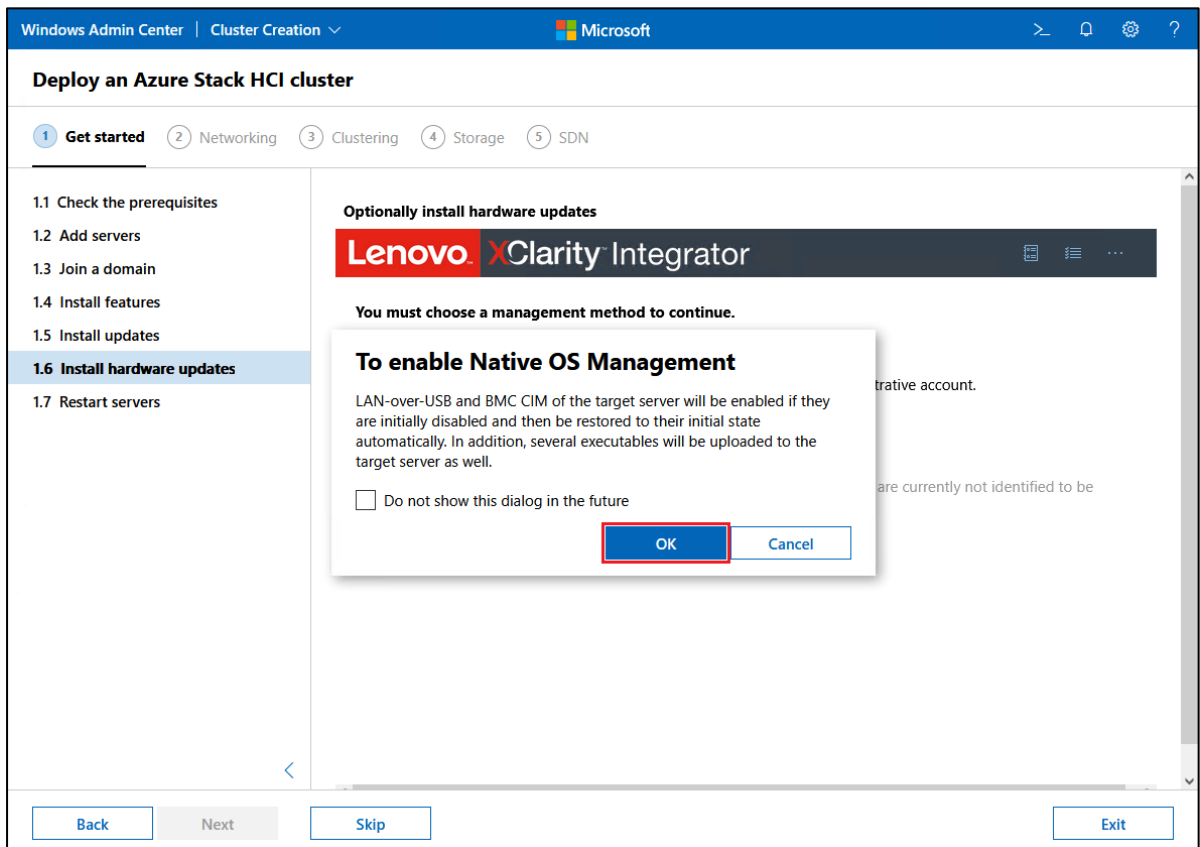 Windows Admin Center | Cluster Creation
Microsoft
Deploy an Azure Stack HCI cluster
1 Get started 2 Networking 3 Clustering 4 Storage 5 SDN
1.1 Check the prerequisites
1.2 Add servers
1.3 Join a domain
1.4 Install features
1.5 Install updates
1.6 Install hardware updates
1.7 Restart servers
Optionally install hardware updates
Lenovo XClarity Integrator
You must choose a management method to continue.
trative account.
are currently not identified to be
To enable Native OS Management
LAN-over-USB and BMC CIM of the target server will be enabled if they
are initially disabled and then be restored to their initial state
automatically. In addition, several executables will be uploaded to the
target server as well.
Do not show this dialog in the future
OK Cancel
Back Next Skip Exit